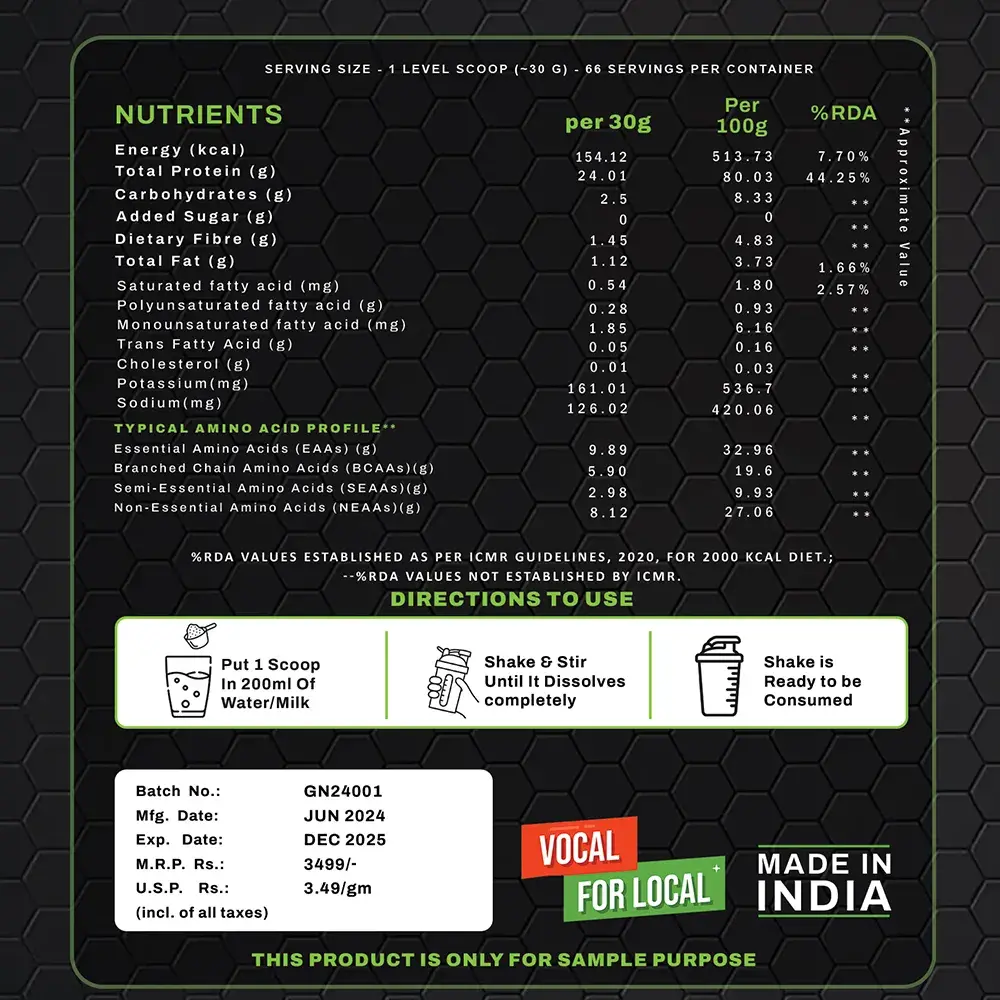 SERVING SIZE - 1 LEVEL SCOOP (~30 G) - 66 SERVINGS PER CONTAINER
NUTRIENTS per 30g Per 100g %RDA
Energy (kcal) 154.12 513.73 7.70%
Total Protein (g) 24.01 80.03 44.25%
Carbohydrates (g) 2.5 8.33 **
Added Sugar (g) 0 0 **
Dietary Fibre (g) 1.45 4.83 **
Total Fat (g) 1.12 3.73 1.66%
Saturated fatty acid (mg) 0.54 1.80 2.57%
Polyunsaturated fatty acid (g) 0.28 0.93 **
Monounsaturated fatty acid (mg) 1.85 6.16 **
Trans Fatty Acid (g) 0.05 0.16 **
Cholesterol (g) 0.01 0.03 **
Potassium(mg) 161.01 536.7 **
Sodium(mg) 126.02 420.06 **
**Approximate Value
TYPICAL AMINO ACID PROFILE**
Essential Amino Acids (EAAs) (g) 9.89 32.96 **
Branched Chain Amino Acids (BCAAs)(g) 5.90 19.6 **
Semi-Essential Amino Acids (SEAAs)(g) 2.98 9.93 **
Non-Essential Amino Acids (NEAAs)(g) 8.12 27.06 **
%RDA VALUES ESTABLISHED AS PER ICMR GUIDELINES, 2020, FOR 2000 KCAL DIET.;
--%RDA VALUES NOT ESTABLISHED BY ICMR.
DIRECTIONS TO USE
Put 1 Scoop
In 200ml Of
Water/Milk
Shake & Stir
Until It Dissolves
completely
Shake is
Ready to be
Consumed
Batch No.: GN24001
Mfg. Date: JUN 2024
Exp. Date: DEC 2025
M.R.P. Rs.: 3499/-
U.S.P. Rs.: 3.49/gm
(incl. of all taxes)
VOCAL
FOR LOCAL
MADE IN
INDIA
THIS PRODUCT IS ONLY FOR SAMPLE PURPOSE